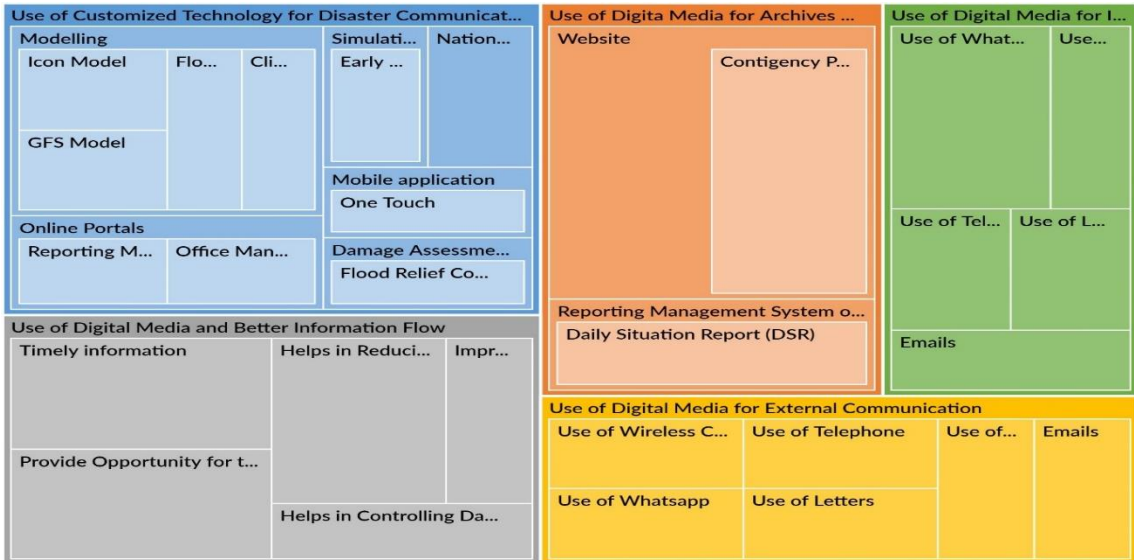 Use of Customized Technology for Disaster Communicat...
Modelling
Icon Model
Flo...
Cli...
GFS Model
Simulati...
Early ...
Nation...
Mobile application
One Touch
Online Portals
Reporting M...
Office Man...
Damage Assessme...
Flood Relief Co...
Use of Digita Media for Archives ...
Website
Contigency P...
Reporting Management System o...
Daily Situation Report (DSR)
Use of Digital Media for I...
Use of What...
Use...
Use of Tel...
Use of L...
Emails
Use of Digital Media and Better Information Flow
Timely information
Helps in Reduci...
Impr...
Provide Opportunity for t...
Helps in Controlling Da...
Use of Digital Media for External Communication
Use of Wireless C...
Use of Telephone
Use of...
Emails
Use of Whatsapp
Use of Letters